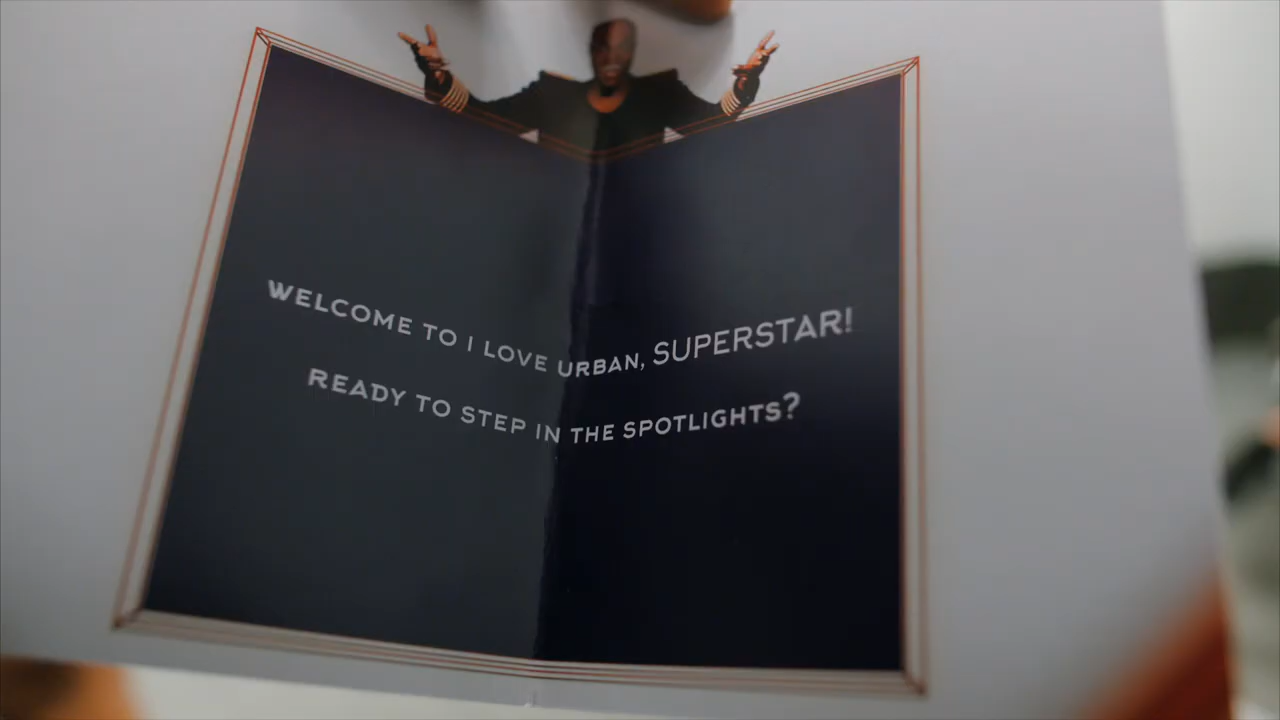 WELCOME TO I LOVE URBAN, SUPERSTAR!
READY TO STEP IN THE SPOTLIGHTS?